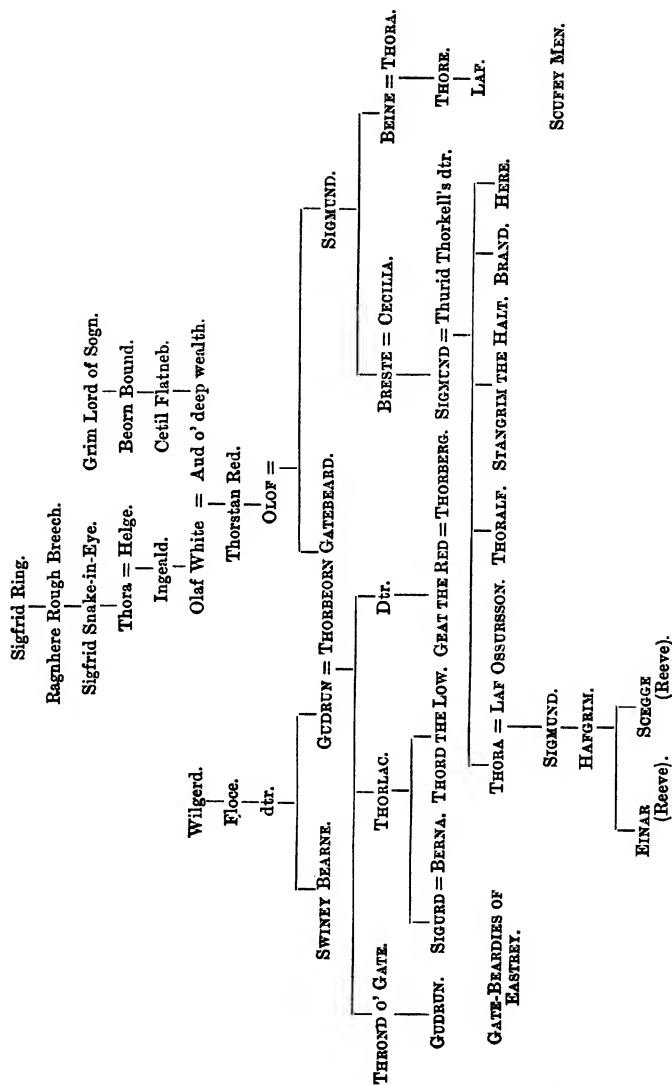 Sigfrid Ring.
Ragnhere Rough Breech. Grim Lord of Sogn.
Sigfrid Snake-in-Eye. Beorn Bound.
Thora = Helge. Cetil Flatneb.
Wilgerd. Ingeald.
Floce. Olaf White = Aud o' deep wealth.
dtr. Thorstan Red.
OLOF =
SWINEY BEARNE. GUDRUN = THORBEORN GATEBEARD. SIGMUND.
THROND O' GATE. THORLAC. Dtr. BRESTE = CECILIA. BEINE = THORA.
GUDRUN. SIGURD = BERNA. THORD THE LOW. GEAT THE RED = THORBERG. SIGMUND = Thurid Thorkell's dtr. THORE.
LAF.
GATE-BEARDIES OF
EASTREY.
THORA = LAF OSSURSSON. THORALF. STANGRIM THE HALT. BRAND. HERE.
SIGMUND.
HAFGRIM.
EINAR
(Reeve).
SCEGGE
(Reeve).
SCUFEY MEN.